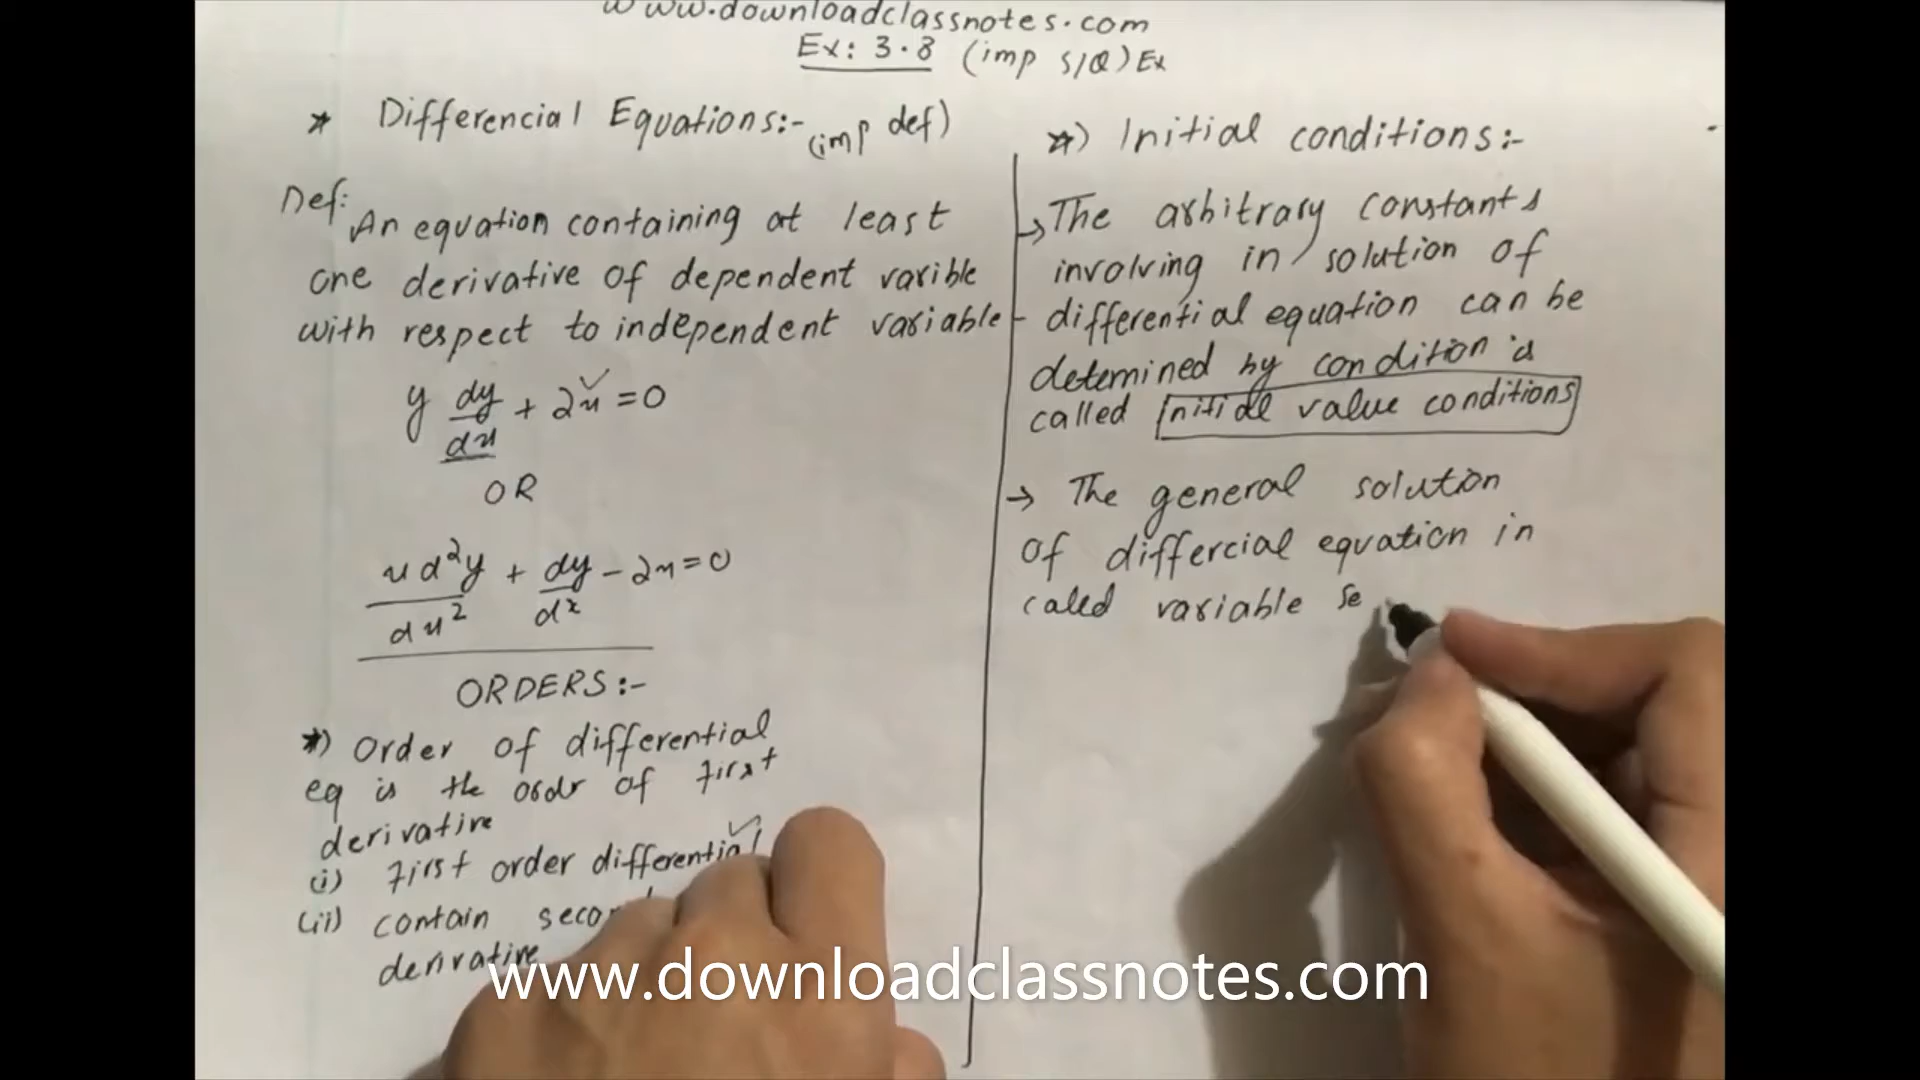 www.downloadclassnotes.com
Ex: 3.8 (imp S/Q) Ex
* Differencial Equations:- (imp def)
Def: An equation containing at least
one derivative of dependent varible
with respect to independent variable
y dy/dx + 2x = 0
OR
x d²y/dx² + dy/dx - 2x = 0
ORDERS:-
*) Order of differential
eq is the order of first
derivative
(i) first order differential
(ii) contain secon
derivative
*) Initial conditions:-
→ The arbitrary constants
involving in solution of
differential equation can be
detemined by condition is
called Initial value conditions
→ The general solution
of differcial equation in
called variable se
www.downloadclassnotes.com